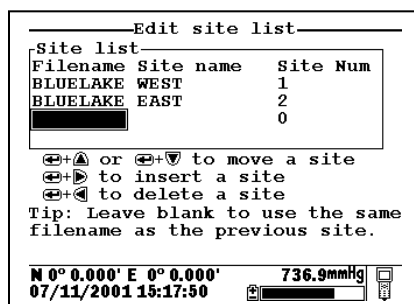 Edit site list
Site list
Filename Site name Site Num
BLUELAKE WEST 1
BLUELAKE EAST 2
0
+ or + to move a site
+ to insert a site
+ to delete a site
Tip: Leave blank to use the same
filename as the previous site.
N 0° 0.000' E 0° 0.000' 736.9mmHg
07/11/2001 15:17:50